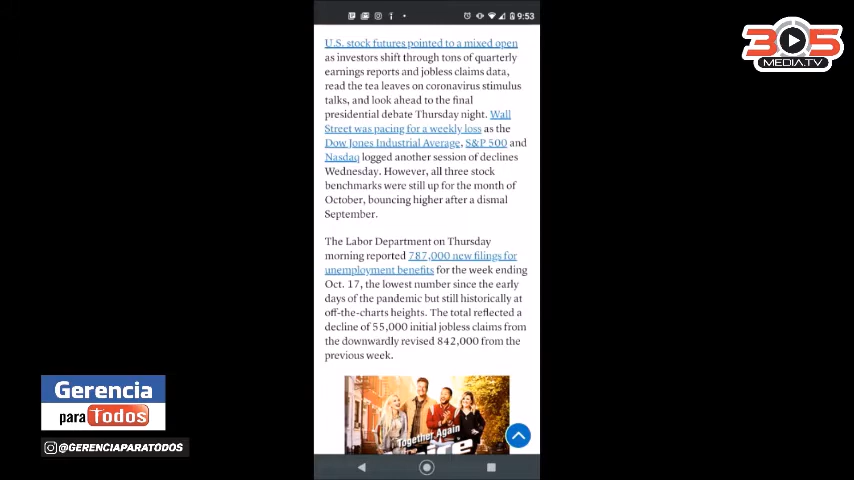 9:53
305
MEDIA.TV
U.S. stock futures pointed to a mixed open
as investors shift through tons of quarterly
earnings reports and jobless claims data,
read the tea leaves on coronavirus stimulus
talks, and look ahead to the final
presidential debate Thursday night. Wall
Street was pacing for a weekly loss as the
Dow Jones Industrial Average, S&P 500 and
Nasdaq logged another session of declines
Wednesday. However, all three stock
benchmarks were still up for the month of
October, bouncing higher after a dismal
September.
The Labor Department on Thursday
morning reported 787,000 new filings for
unemployment benefits for the week ending
Oct. 17, the lowest number since the early
days of the pandemic but still historically at
off-the-charts heights. The total reflected a
decline of 55,000 initial jobless claims from
the downwardly revised 842,000 from the
previous week.
Together Again
Gerencia
para Todos
@GERENCIAPARATODOS